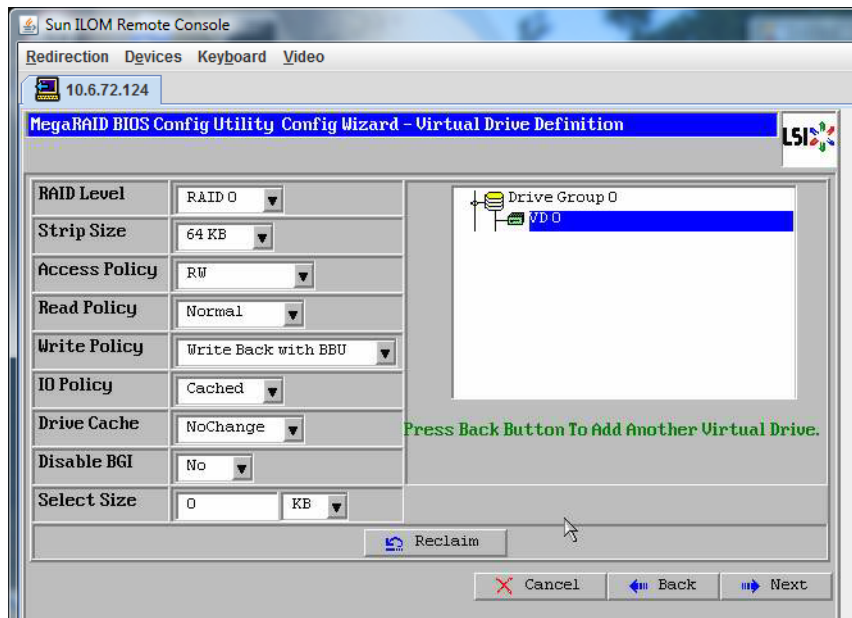 Sun ILOM Remote Console
Redirection Devices Keyboard Video
10.6.72.124
MegaRAID BIOS Config Utility Config Wizard - Virtual Drive Definition
LSI
RAID Level RAID 0
Strip Size 64 KB
Access Policy RW
Read Policy Normal
Write Policy Write Back with BBU
IO Policy Cached
Drive Cache NoChange
Disable BGI No
Select Size 0 KB
Drive Group 0
VD 0
Press Back Button To Add Another Virtual Drive.
Reclaim
Cancel Back Next